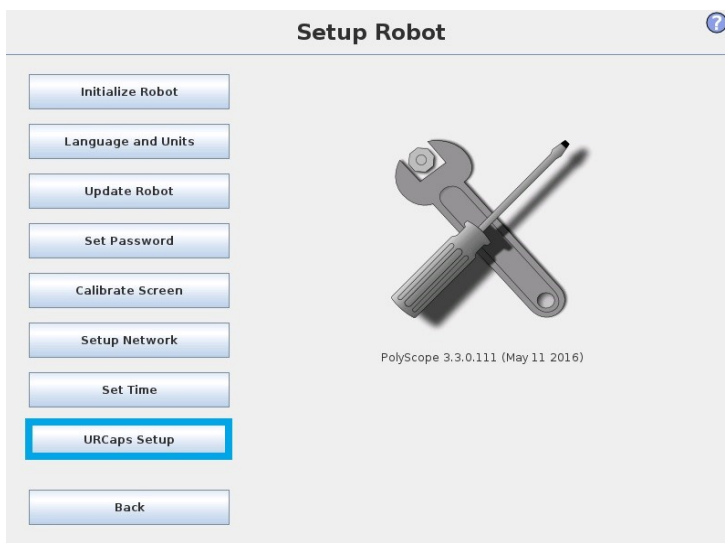 Setup Robot
?
Initialize Robot
Language and Units
Update Robot
Set Password
Calibrate Screen
Setup Network
Set Time
URCaps Setup
Back
PolyScope 3.3.0.111 (May 11 2016)